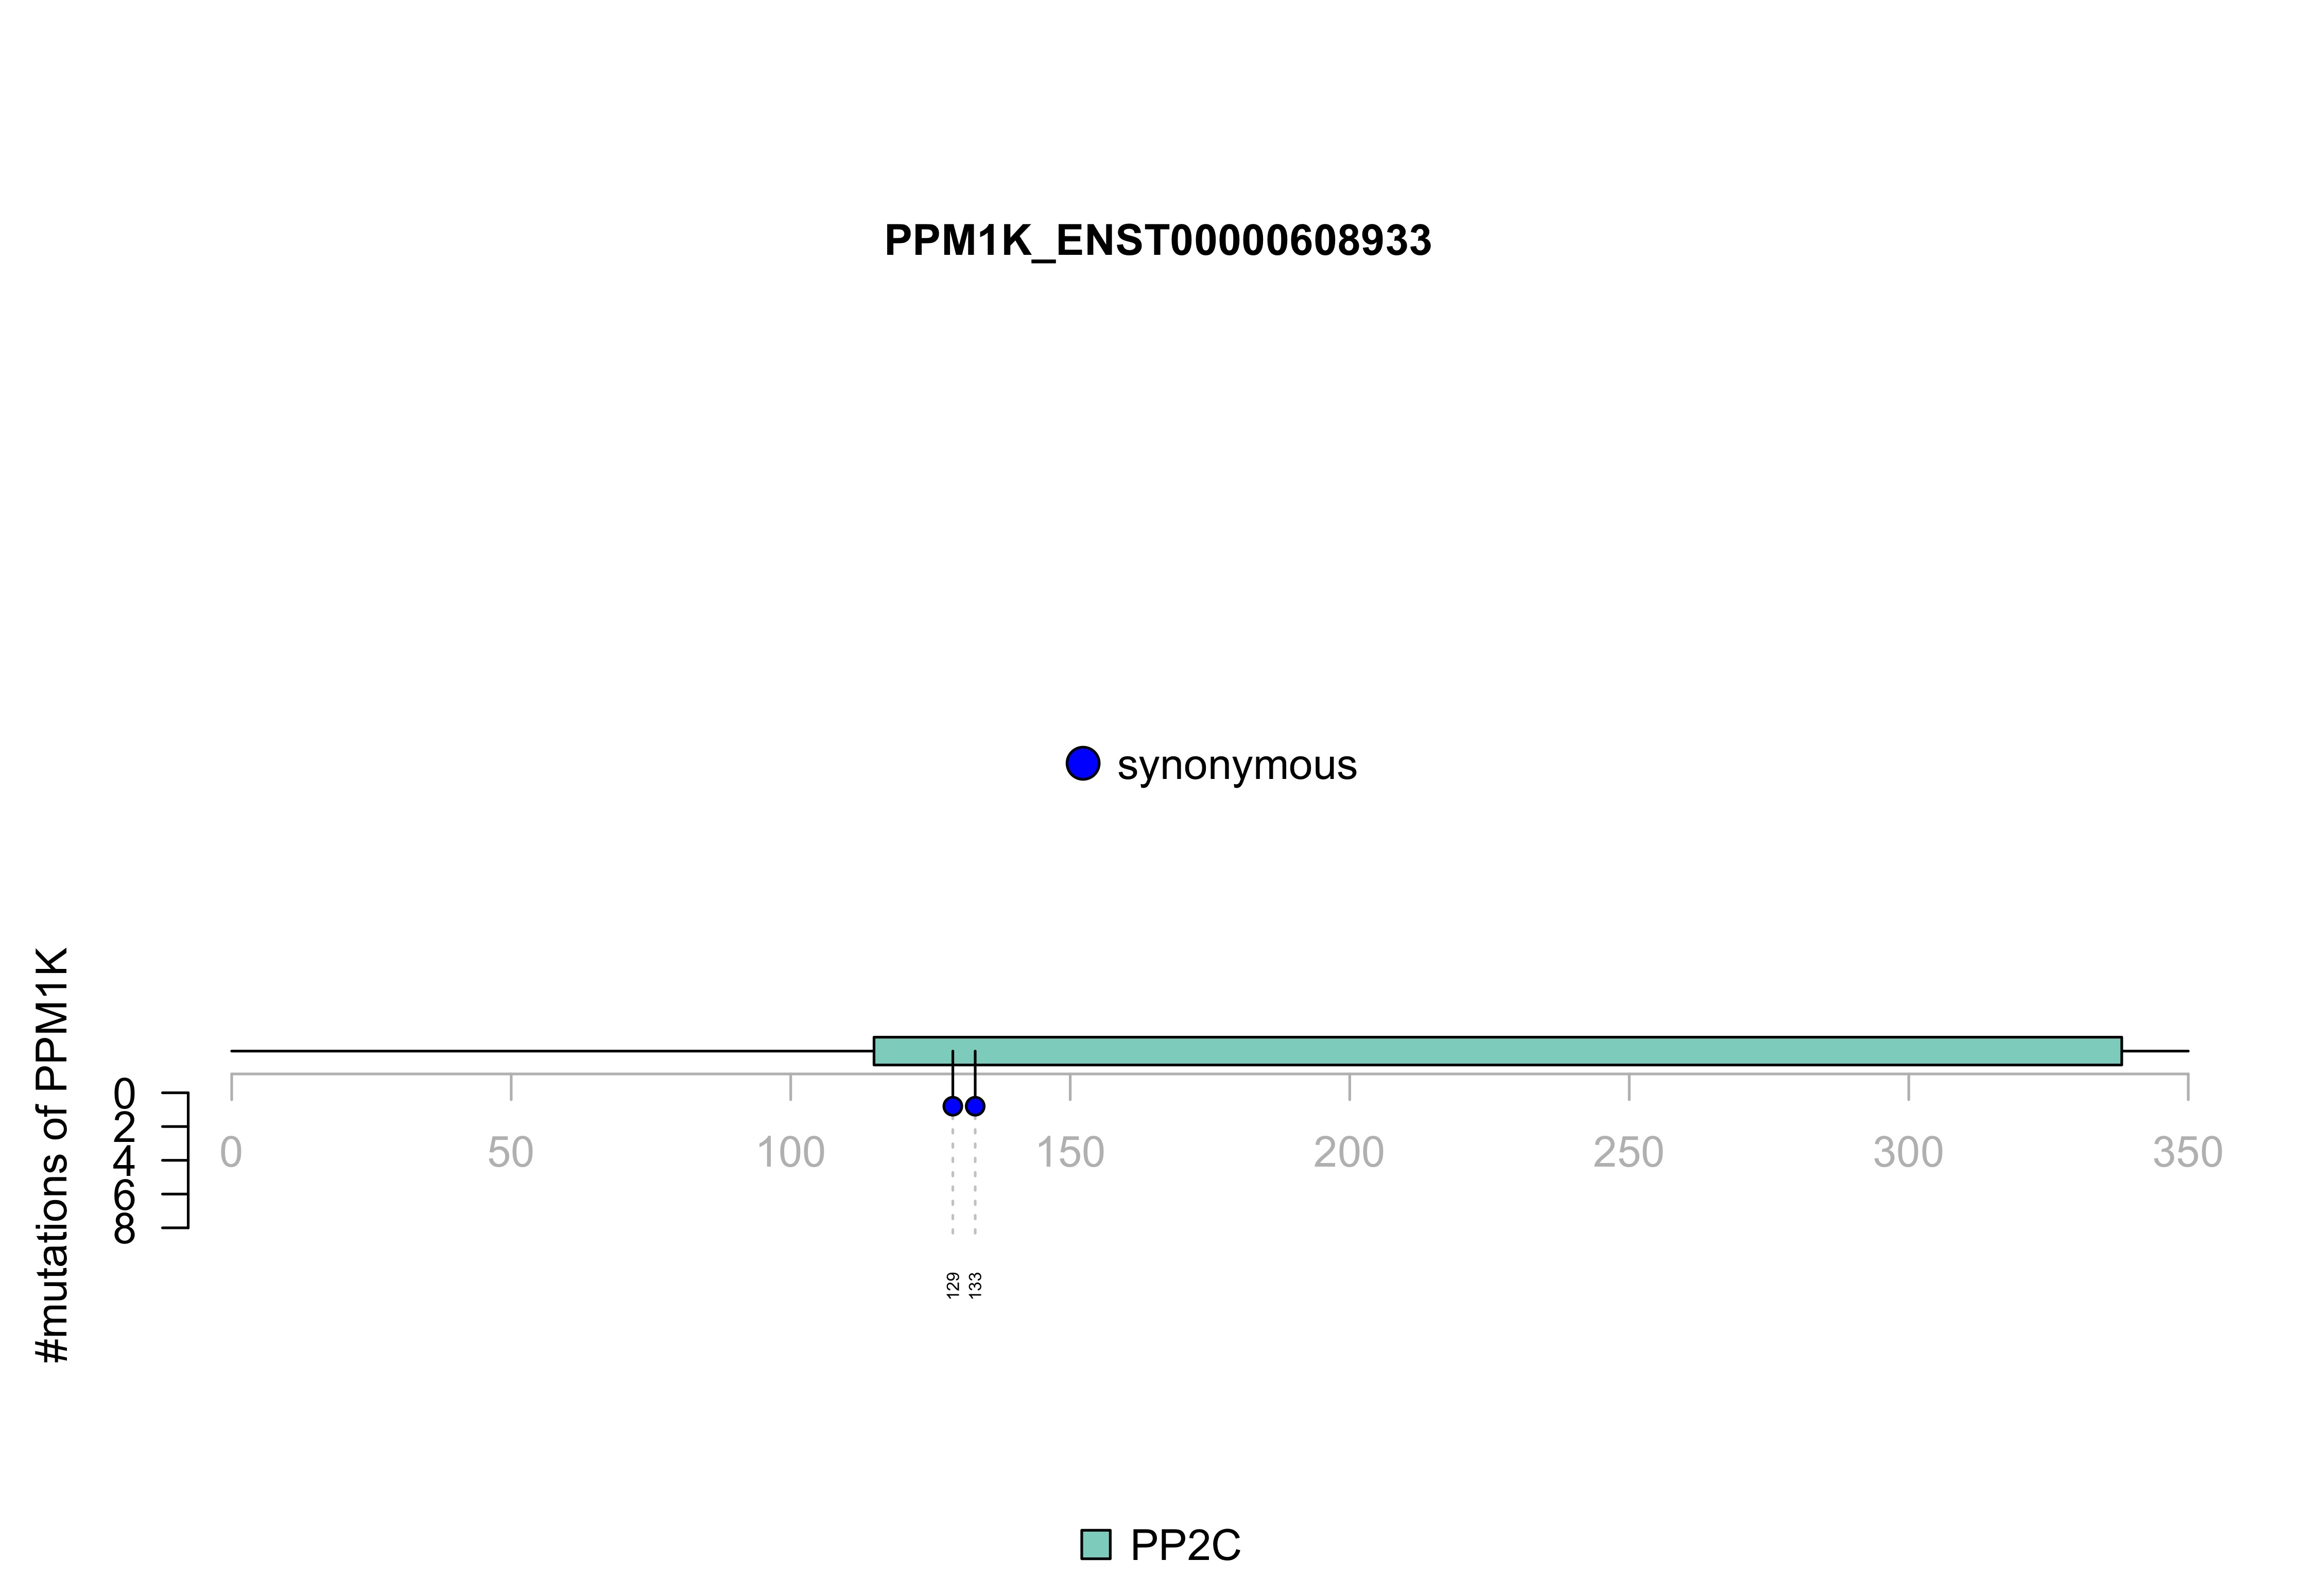 PPM1K_ENST00000608933
synonymous
#mutations of PPM1K
0
2
4
6
8
0 50 100 150 200 250 300 350
129 133
PP2C